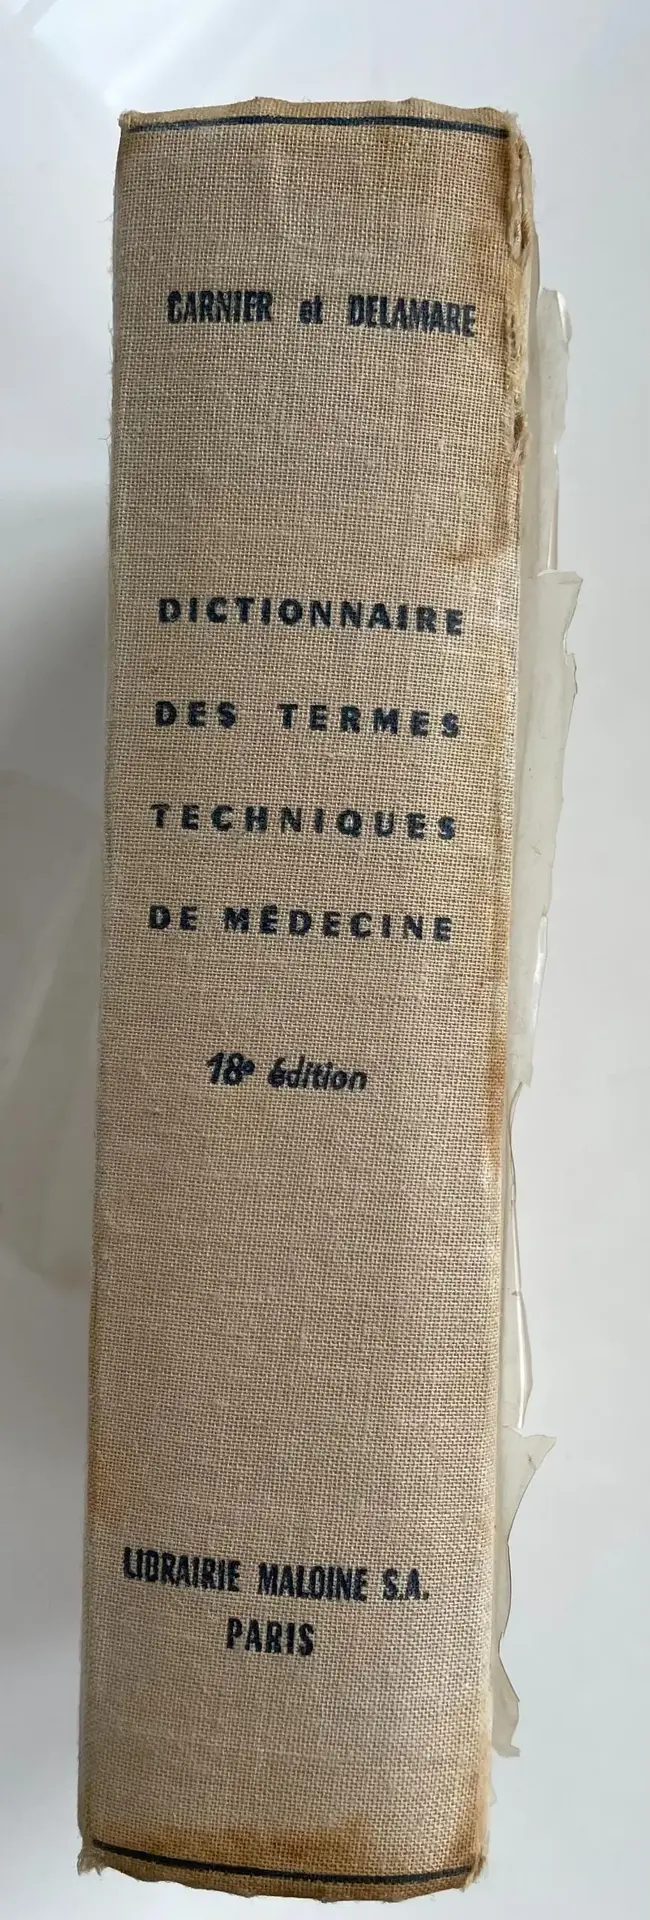 GARNIER et DELAMARE
DICTIONNAIRE
DES TERMES
TECHNIQUES
DE MÉDECINE
18e édition
LIBRAIRIE MALOINE S.A.
PARIS